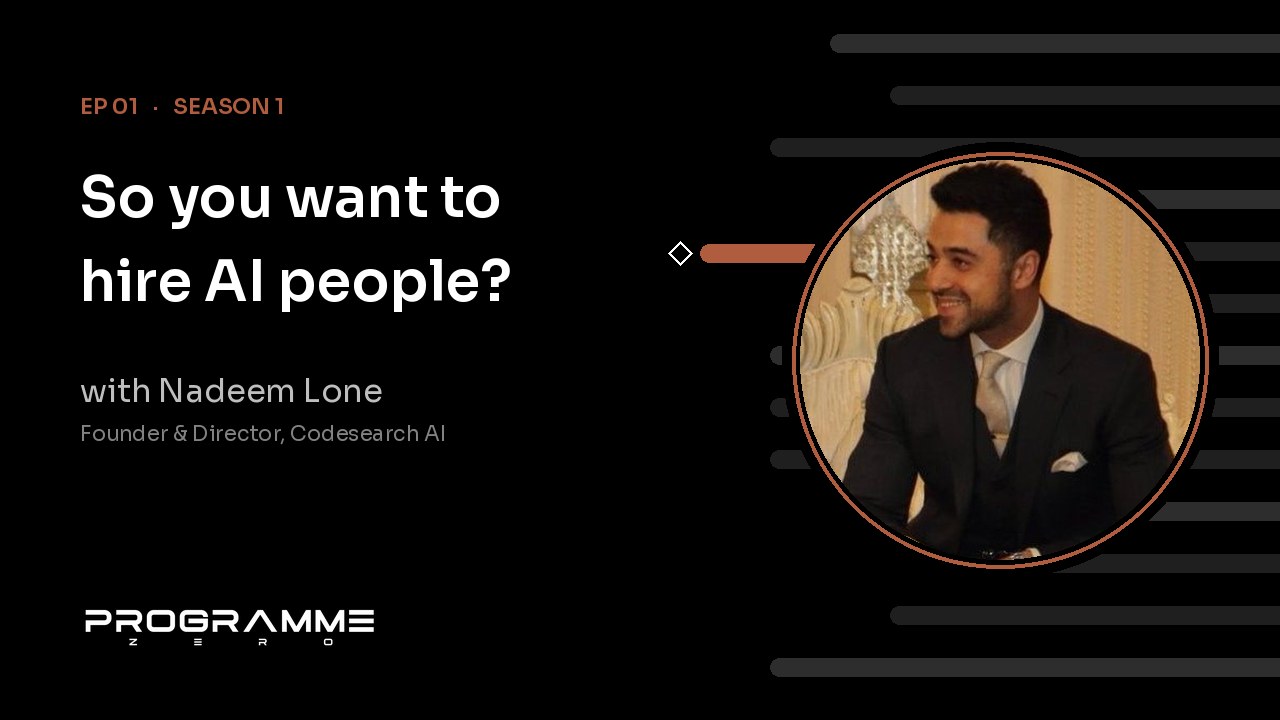 EP 01 · SEASON 1
So you want to
hire AI people?
with Nadeem Lone
Founder & Director, Codesearch AI
PROGRAMME
ZERO